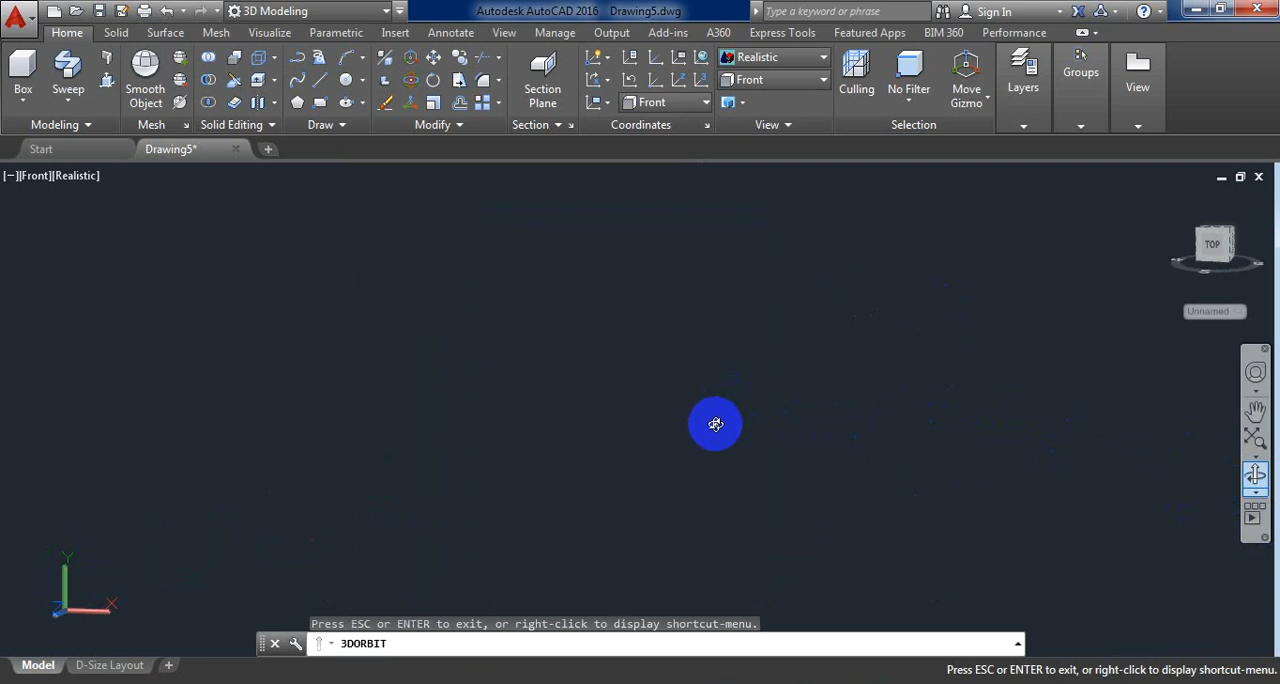 Autodesk AutoCAD 2016 Drawing5.dwg
3D Modeling
Type a keyword or phrase
Sign In
Home Solid Surface Mesh Visualize Parametric Insert Annotate View Manage Output Add-ins A360 Express Tools Featured Apps BIM 360 Performance
Box
Sweep
Smooth Object
Section Plane
Realistic
Front
Front
Culling
No Filter
Move Gizmo
Layers
Groups
View
Modeling
Mesh
Solid Editing
Draw
Modify
Section
Coordinates
View
Selection
Start
Drawing5*
[−][Front][Realistic]
TOP
Unnamed
Y
X
Z
Press ESC or ENTER to exit, or right-click to display shortcut-menu.
3DORBIT
Model
D-Size Layout
Press ESC or ENTER to exit, or right-click to display shortcut-menu.